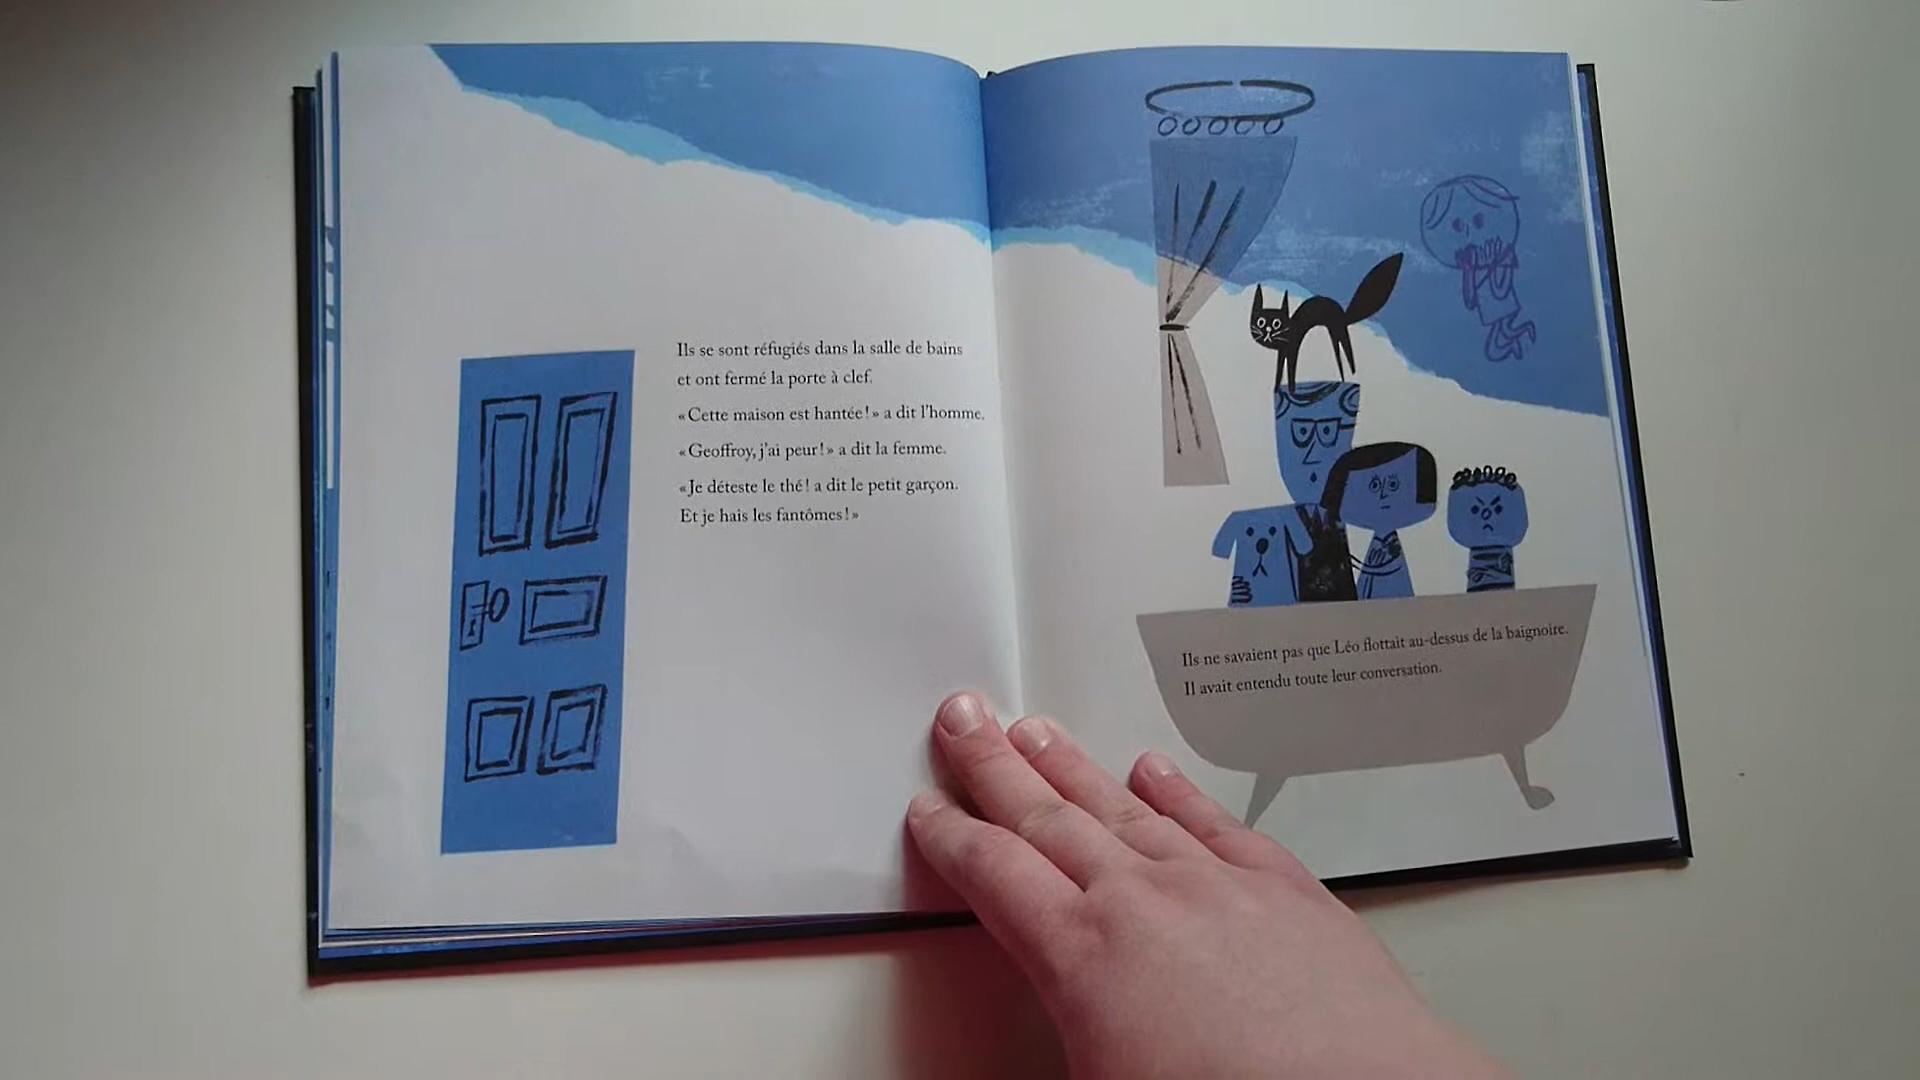 Ils se sont réfugiés dans la salle de bains
et ont fermé la porte à clef.
«Cette maison est hantée!» a dit l'homme.
«Geoffroy, j'ai peur!» a dit la femme.
«Je déteste le thé! a dit le petit garçon.
Et je hais les fantômes!»
Ils ne savaient pas que Léo flottait au-dessus de la baignoire.
Il avait entendu toute leur conversation.